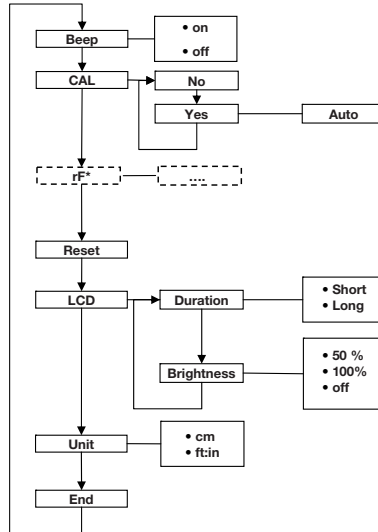 Beep
• on
• off
CAL
No
Yes
Auto
rF*
....
Reset
LCD
Duration
• Short
• Long
Brightness
• 50 %
• 100%
• off
Unit
• cm
• ft:in
End